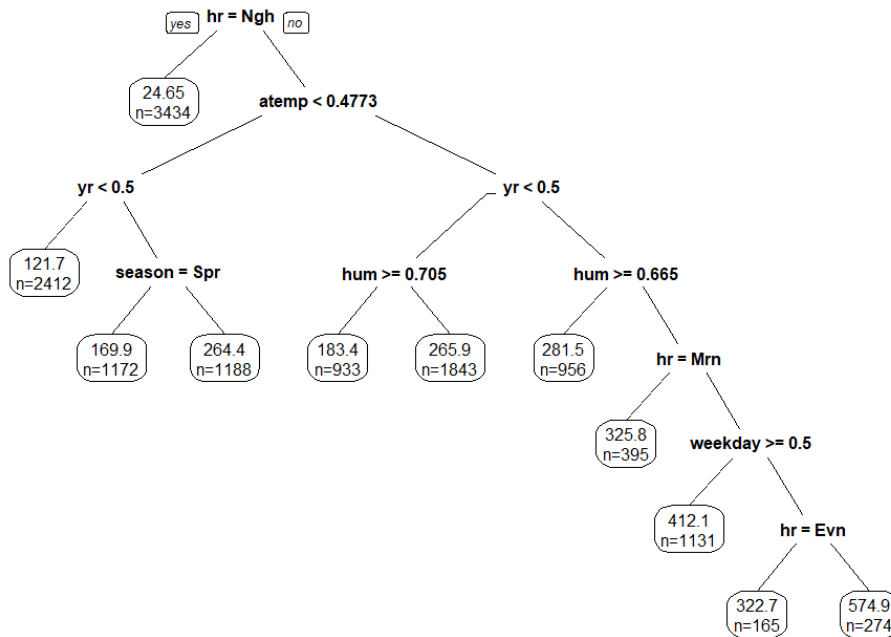 yes hr = Ngh no
24.65
n=3434
atemp < 0.4773
yr < 0.5
yr < 0.5
121.7
n=2412
season = Spr
hum >= 0.705
hum >= 0.665
169.9
n=1172
264.4
n=1188
183.4
n=933
265.9
n=1843
281.5
n=956
hr = Mrn
325.8
n=395
weekday >= 0.5
412.1
n=1131
hr = Evn
322.7
n=165
574.9
n=274